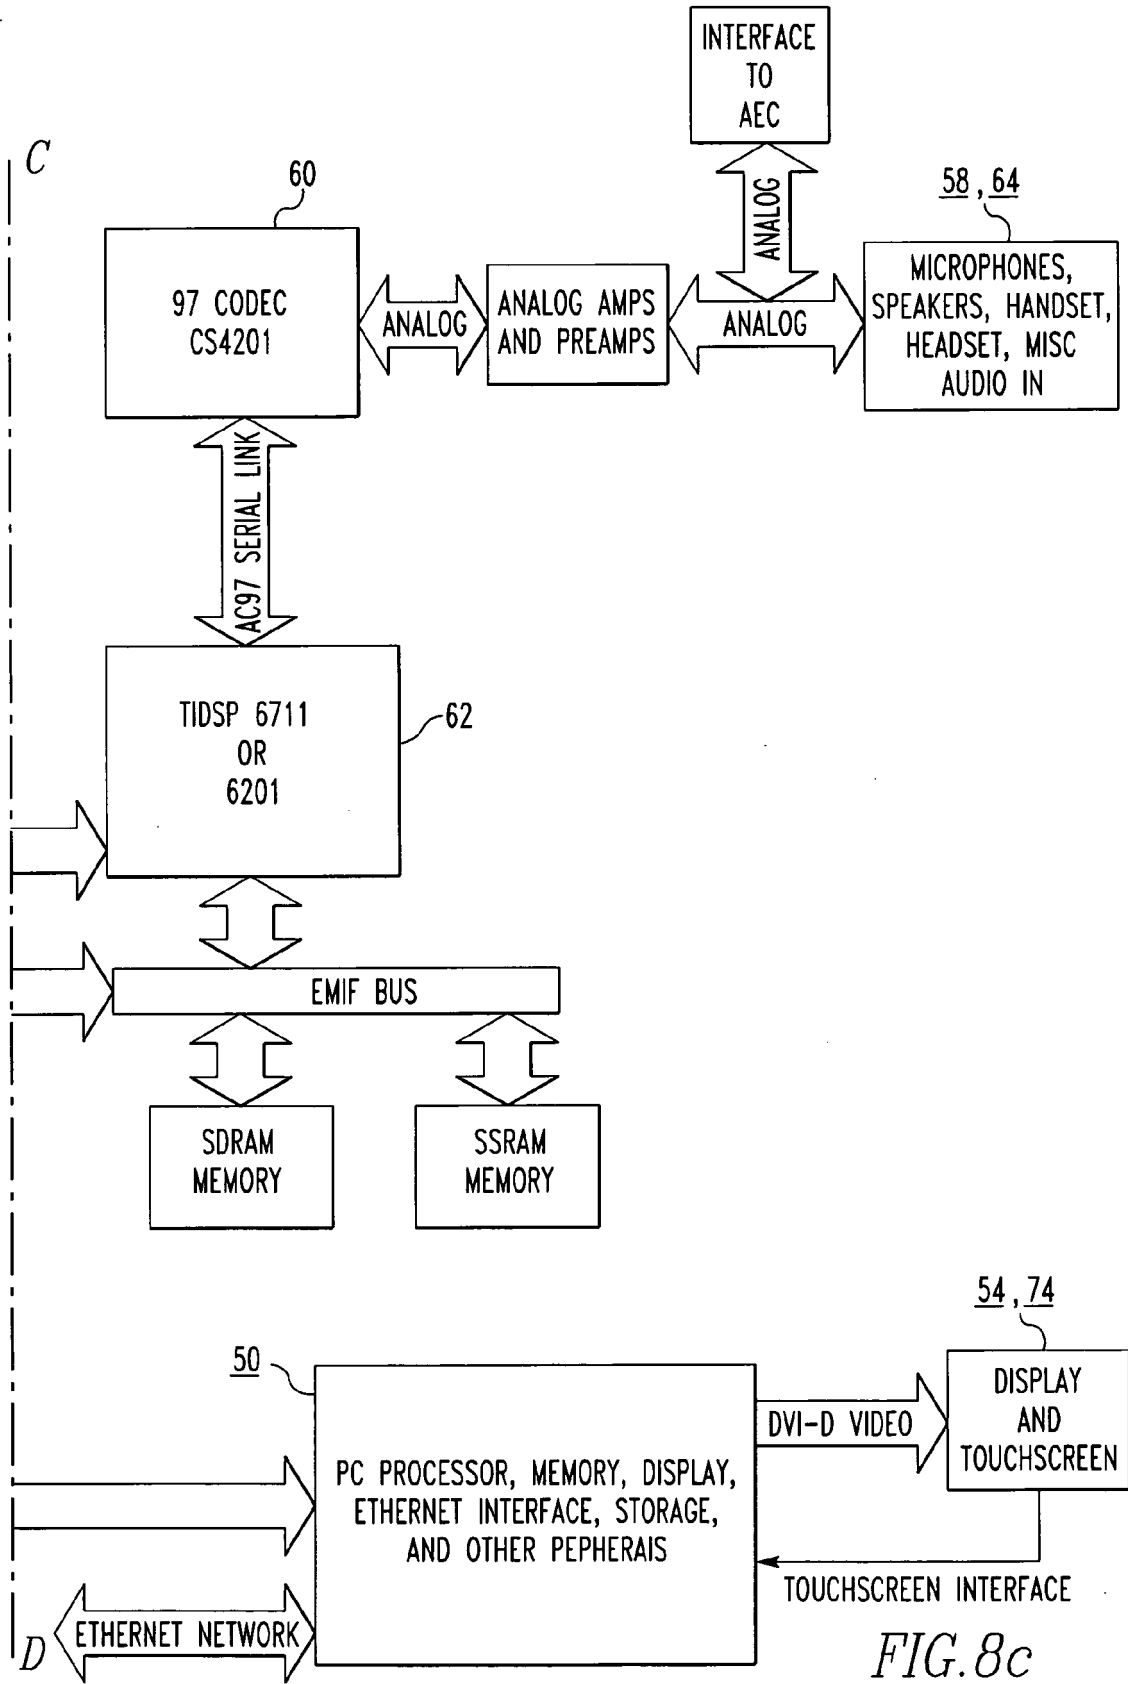 INTERFACE
TO
AEC
C
60
ANALOG
58, 64
97 CODEC
CS4201
ANALOG
ANALOG AMPS
AND PREAMPS
ANALOG
MICROPHONES,
SPEAKERS, HANDSET,
HEADSET, MISC
AUDIO IN
AC97 SERIAL LINK
TIDSP 6711
OR
6201
62
EMIF BUS
SDRAM
MEMORY
SSRAM
MEMORY
54, 74
50
DISPLAY
AND
TOUCHSCREEN
DVI-D VIDEO
PC PROCESSOR, MEMORY, DISPLAY,
ETHERNET INTERFACE, STORAGE,
AND OTHER PEPHERAIS
TOUCHSCREEN INTERFACE
ETHERNET NETWORK
D
FIG.8c